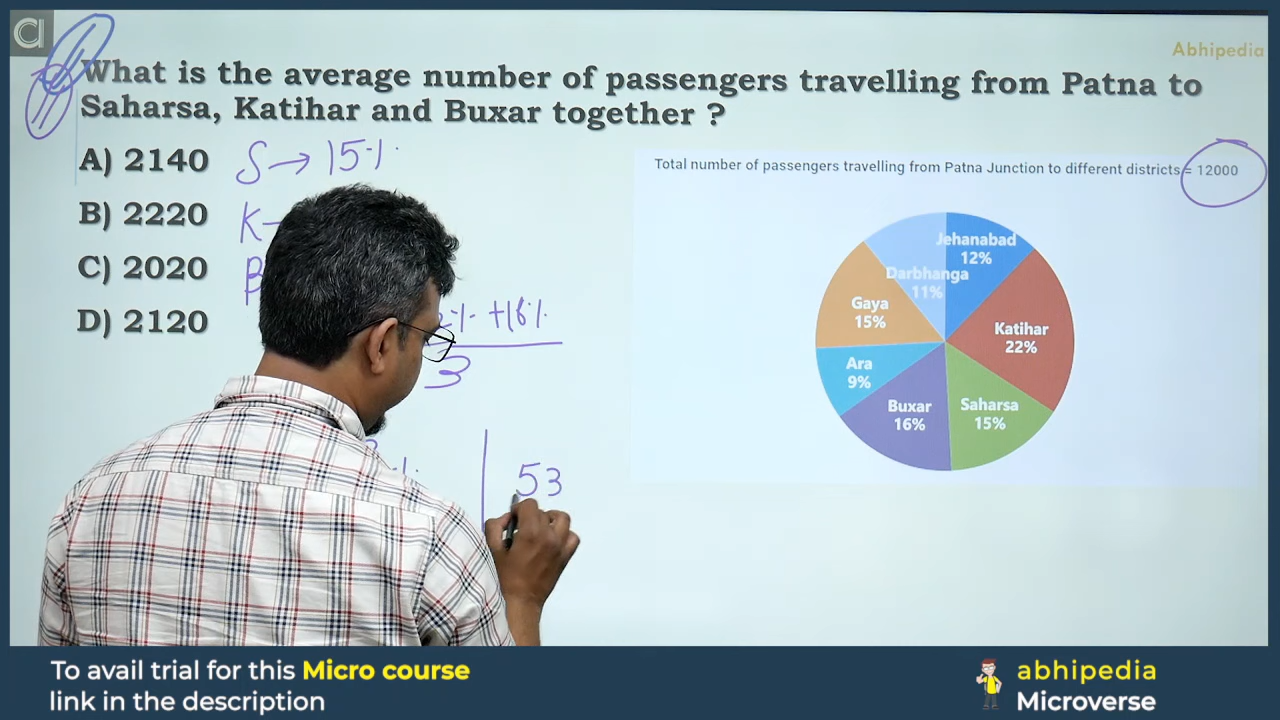 Abhipedia
What is the average number of passengers travelling from Patna to
Saharsa, Katihar and Buxar together ?
A) 2140
B) 2220
C) 2020
D) 2120
S → 15%
K
B
% + 16%
3
53
Total number of passengers travelling from Patna Junction to different districts = 12000
Jehanabad
12%
Darbhanga
11%
Katihar
22%
Gaya
15%
Ara
9%
Buxar
16%
Saharsa
15%
To avail trial for this Micro course
link in the description
abhipedia
Microverse